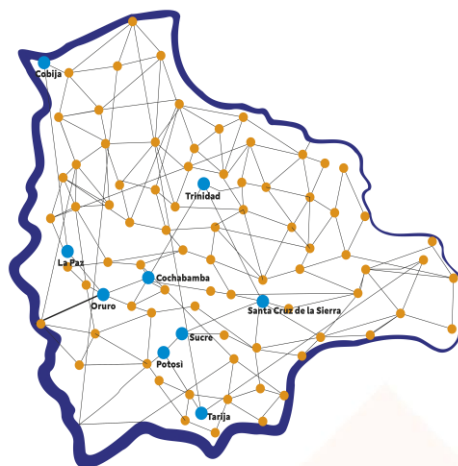 Cobija
Trinidad
La Paz
Cochabamba
Oruro
Santa Cruz de la Sierra
Sucre
Potosi
Tarija